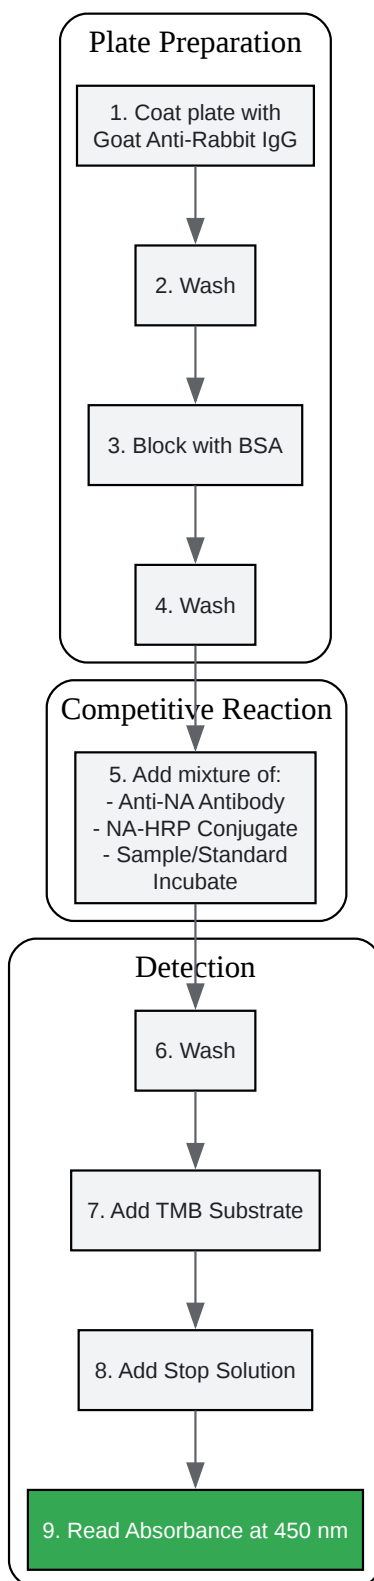 Plate Preparation
1. Coat plate with
Goat Anti-Rabbit IgG
2. Wash
3. Block with BSA
4. Wash
Competitive Reaction
5. Add mixture of:
- Anti-NA Antibody
- NA-HRP Conjugate
- Sample/Standard
Incubate
Detection
6. Wash
7. Add TMB Substrate
8. Add Stop Solution
9. Read Absorbance at 450 nm